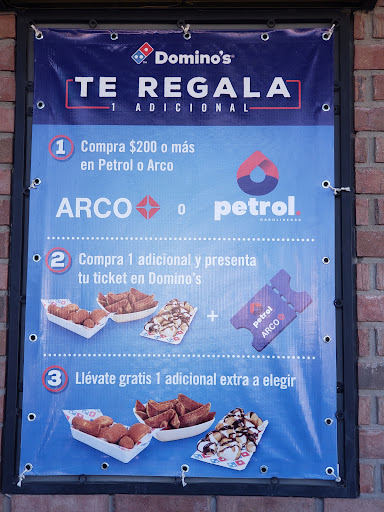 Domino's
TE REGALA
1 ADICIONAL
1 Compra $200 o más
en Petrol o Arco
ARCO o petrol.
GASOLINERAS
2 Compra 1 adicional y presenta
tu ticket en Domino's
+
petrol
ARCO
3 Llévate gratis 1 adicional extra a elegir